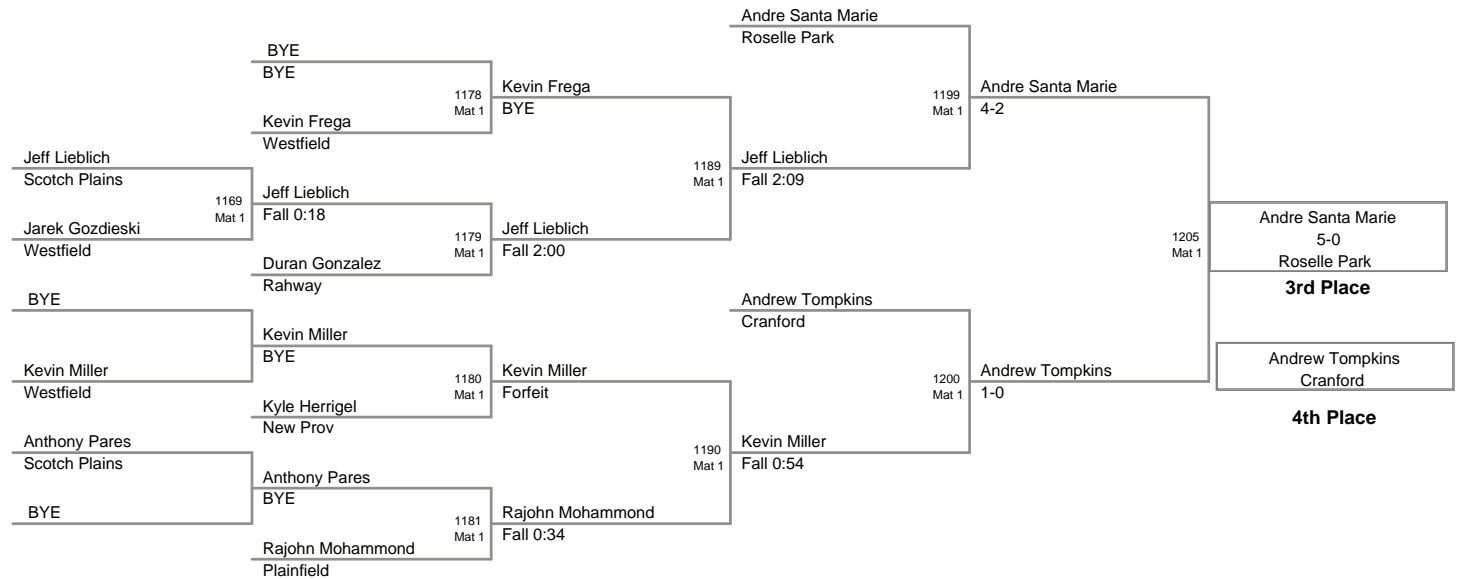 BYE
BYE
Kevin Frega
Westfield
1178
Mat 1
Kevin Frega
BYE
Jeff Lieblich
Scotch Plains
Jarek Gozdieski
Westfield
1169
Mat 1
Jeff Lieblich
Fall 0:18
Duran Gonzalez
Rahway
1179
Mat 1
Jeff Lieblich
Fall 2:00
1189
Mat 1
Jeff Lieblich
Fall 2:09
Andre Santa Marie
Roselle Park
1199
Mat 1
Andre Santa Marie
4-2
BYE
Kevin Miller
Westfield
Kevin Miller
BYE
Kyle Herrigel
New Prov
1180
Mat 1
Kevin Miller
Forfeit
Anthony Pares
Scotch Plains
BYE
Anthony Pares
BYE
Rajohn Mohammond
Plainfield
1181
Mat 1
Rajohn Mohammond
Fall 0:34
1190
Mat 1
Kevin Miller
Fall 0:54
Andrew Tompkins
Cranford
1200
Mat 1
Andrew Tompkins
1-0
1205
Mat 1
Andre Santa Marie
5-0
Roselle Park
3rd Place
Andrew Tompkins
Cranford
4th Place